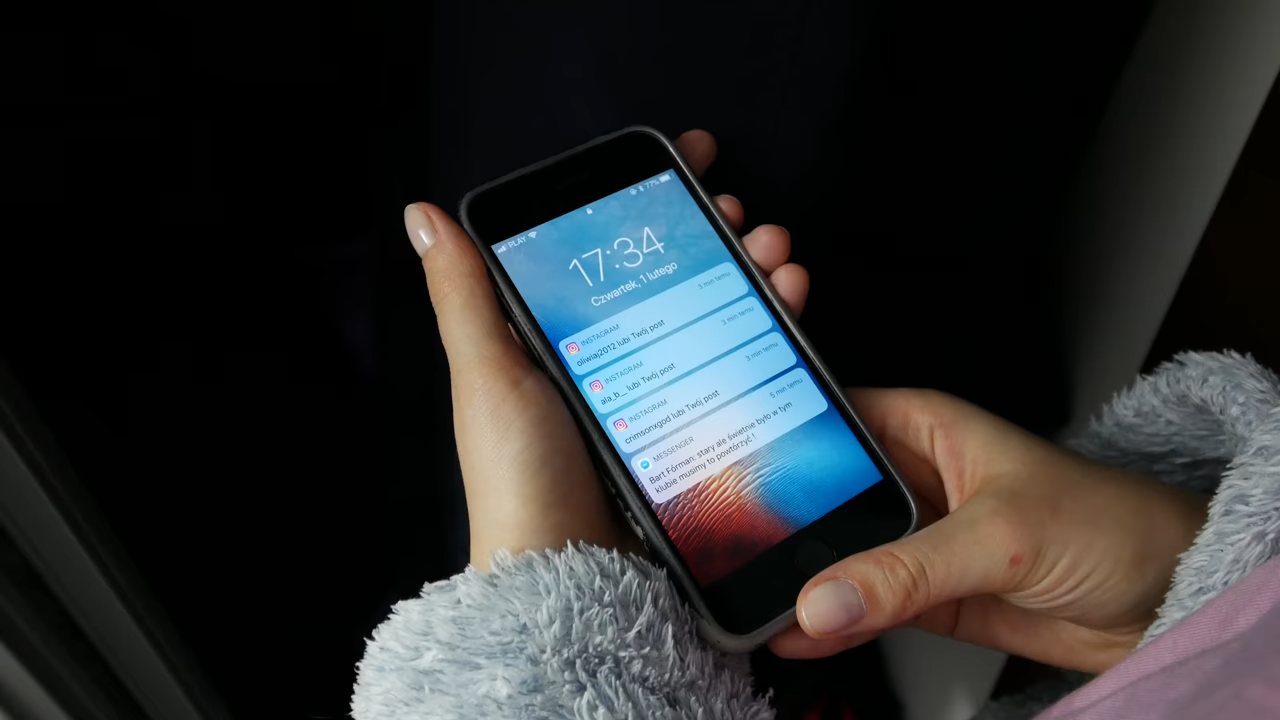 PLAY 77%
17:34
Czwartek, 1 lutego
INSTAGRAM 3 min temu
oliwiaj2012 lubi Twój post
INSTAGRAM 3 min temu
ala_b__ lubi Twój post
INSTAGRAM 3 min temu
crimsonxgod lubi Twój post
MESSENGER 5 min temu
Bart Förman: stary ale świetnie było w tym
klubie musimy to powtórzyć !